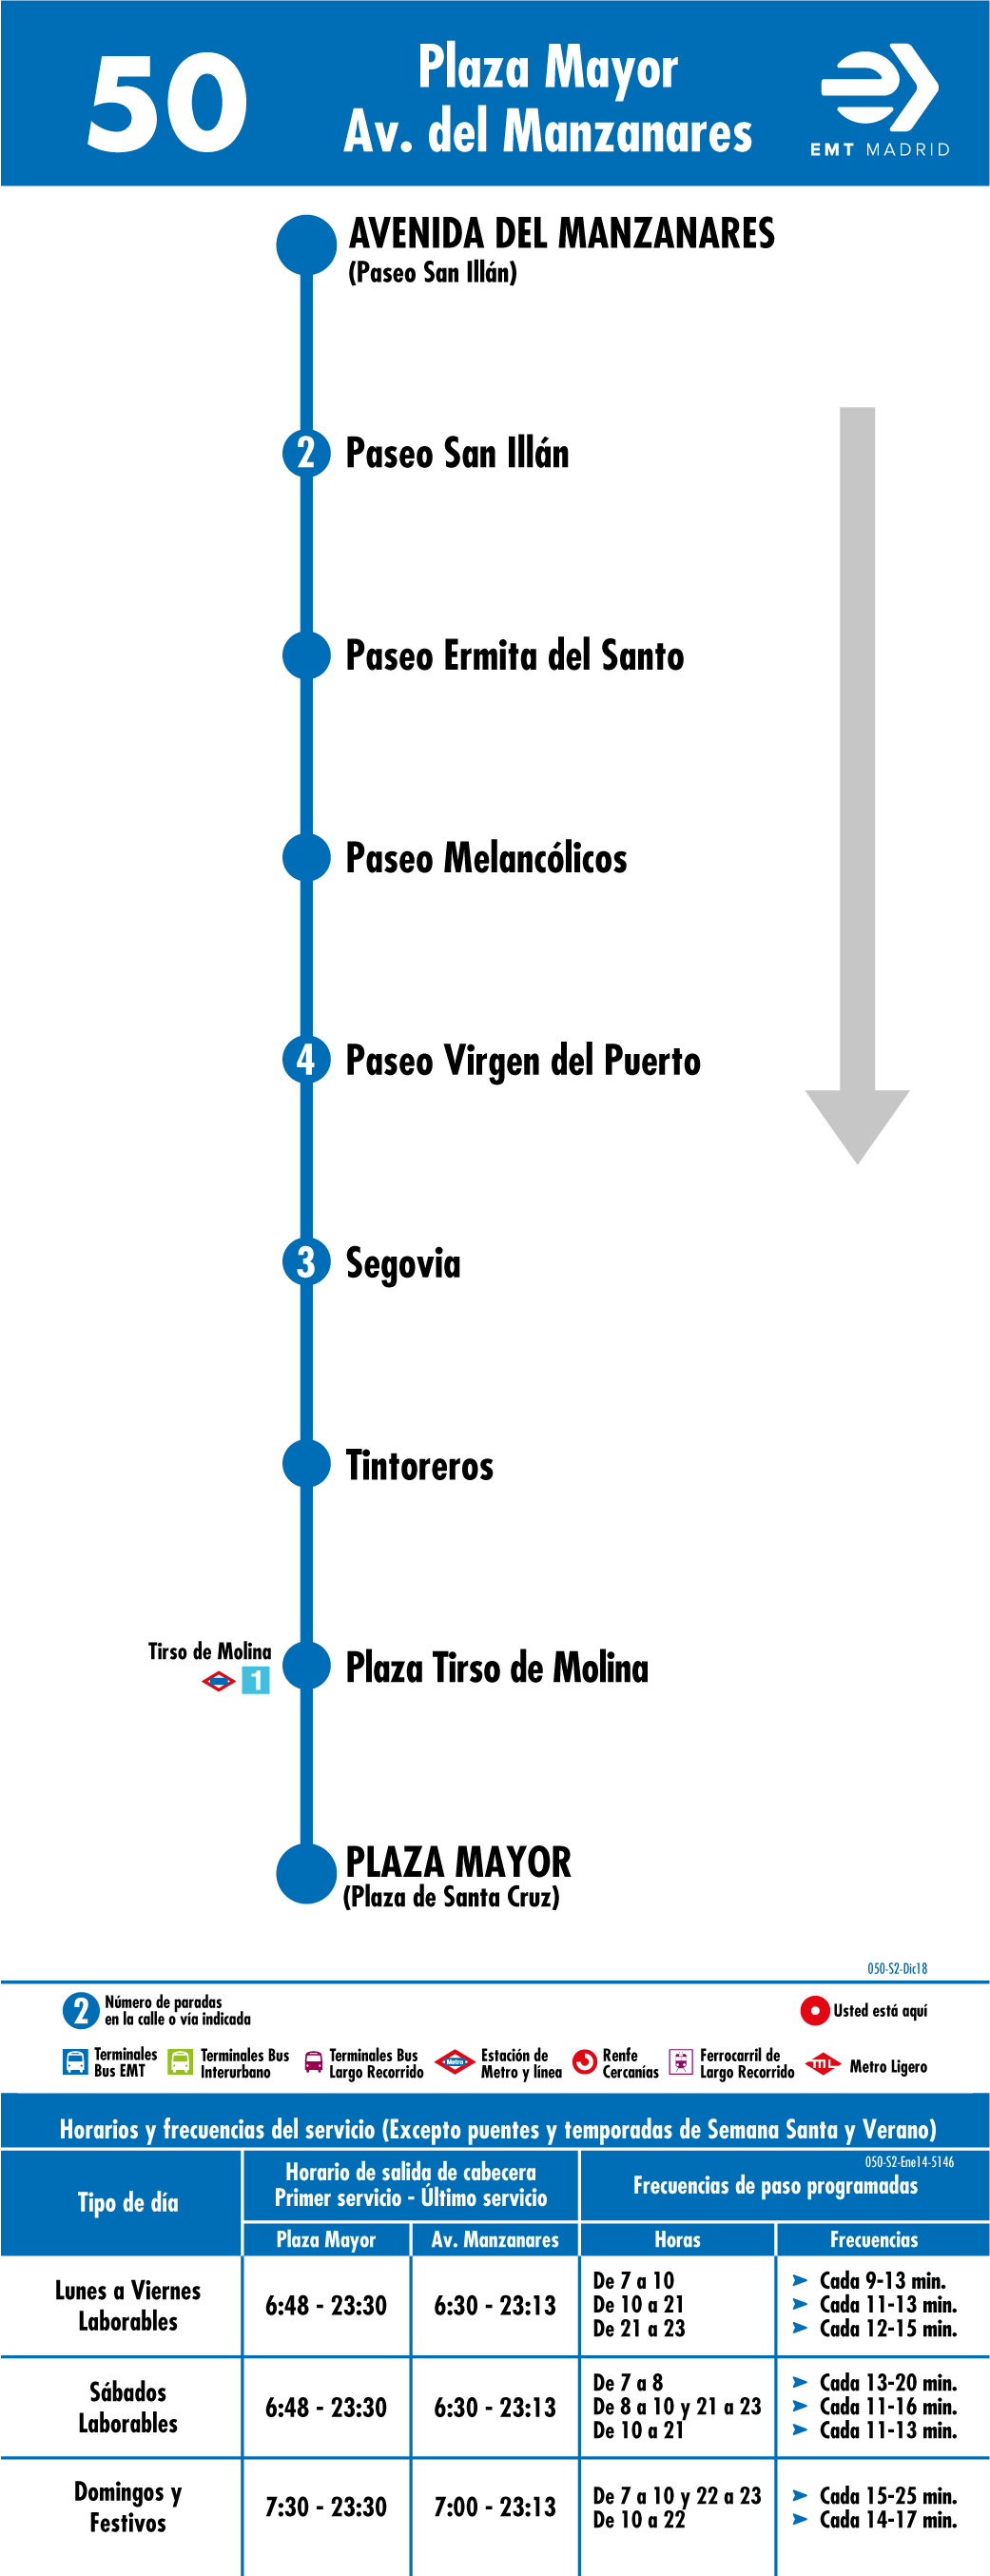 50
Plaza Mayor
Av. del Manzanares
EMT MADRID
AVENIDA DEL MANZANARES
(Paseo San Illán)
2 Paseo San Illán
Paseo Ermita del Santo
Paseo Melancólicos
4 Paseo Virgen del Puerto
3 Segovia
Tintoreros
Tirso de Molina
1
Plaza Tirso de Molina
PLAZA MAYOR
(Plaza de Santa Cruz)
050-S2-Dic18
2 Número de paradas
en la calle o vía indicada
Usted está aquí
Terminales
Bus EMT
Terminales Bus
Interurbano
Terminales Bus
Largo Recorrido
Metro
Estación de
Metro y línea
Renfe
Cercanías
Ferrocarril de
Largo Recorrido
ML
Metro Ligero
Horarios y frecuencias del servicio (Excepto puentes y temporadas de Semana Santa y Verano)
050-S2-Ene14-5146
Tipo de día
Horario de salida de cabecera
Primer servicio - Último servicio
Frecuencias de paso programadas
Plaza Mayor
Av. Manzanares
Horas
Frecuencias
Lunes a Viernes
Laborables
6:48 - 23:30
6:30 - 23:13
De 7 a 10 Cada 9-13 min.
De 10 a 21 Cada 11-13 min.
De 21 a 23 Cada 12-15 min.
Sábados
Laborables
6:48 - 23:30
6:30 - 23:13
De 7 a 8 Cada 13-20 min.
De 8 a 10 y 21 a 23 Cada 11-16 min.
De 10 a 21 Cada 11-13 min.
Domingos y
Festivos
7:30 - 23:30
7:00 - 23:13
De 7 a 10 y 22 a 23 Cada 15-25 min.
De 10 a 22 Cada 14-17 min.